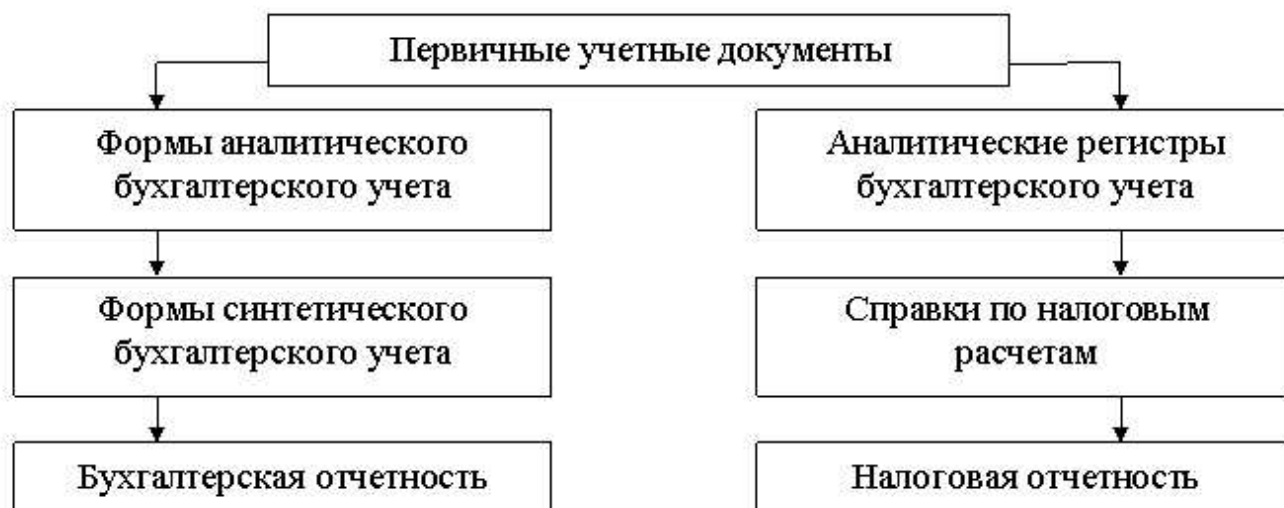 Первичные учетные документы
Формы аналитического
бухгалтерского учета
Аналитические регистры
бухгалтерского учета
Формы синтетического
бухгалтерского учета
Справки по налоговым
расчетам
Бухгалтерская отчетность
Налоговая отчетность